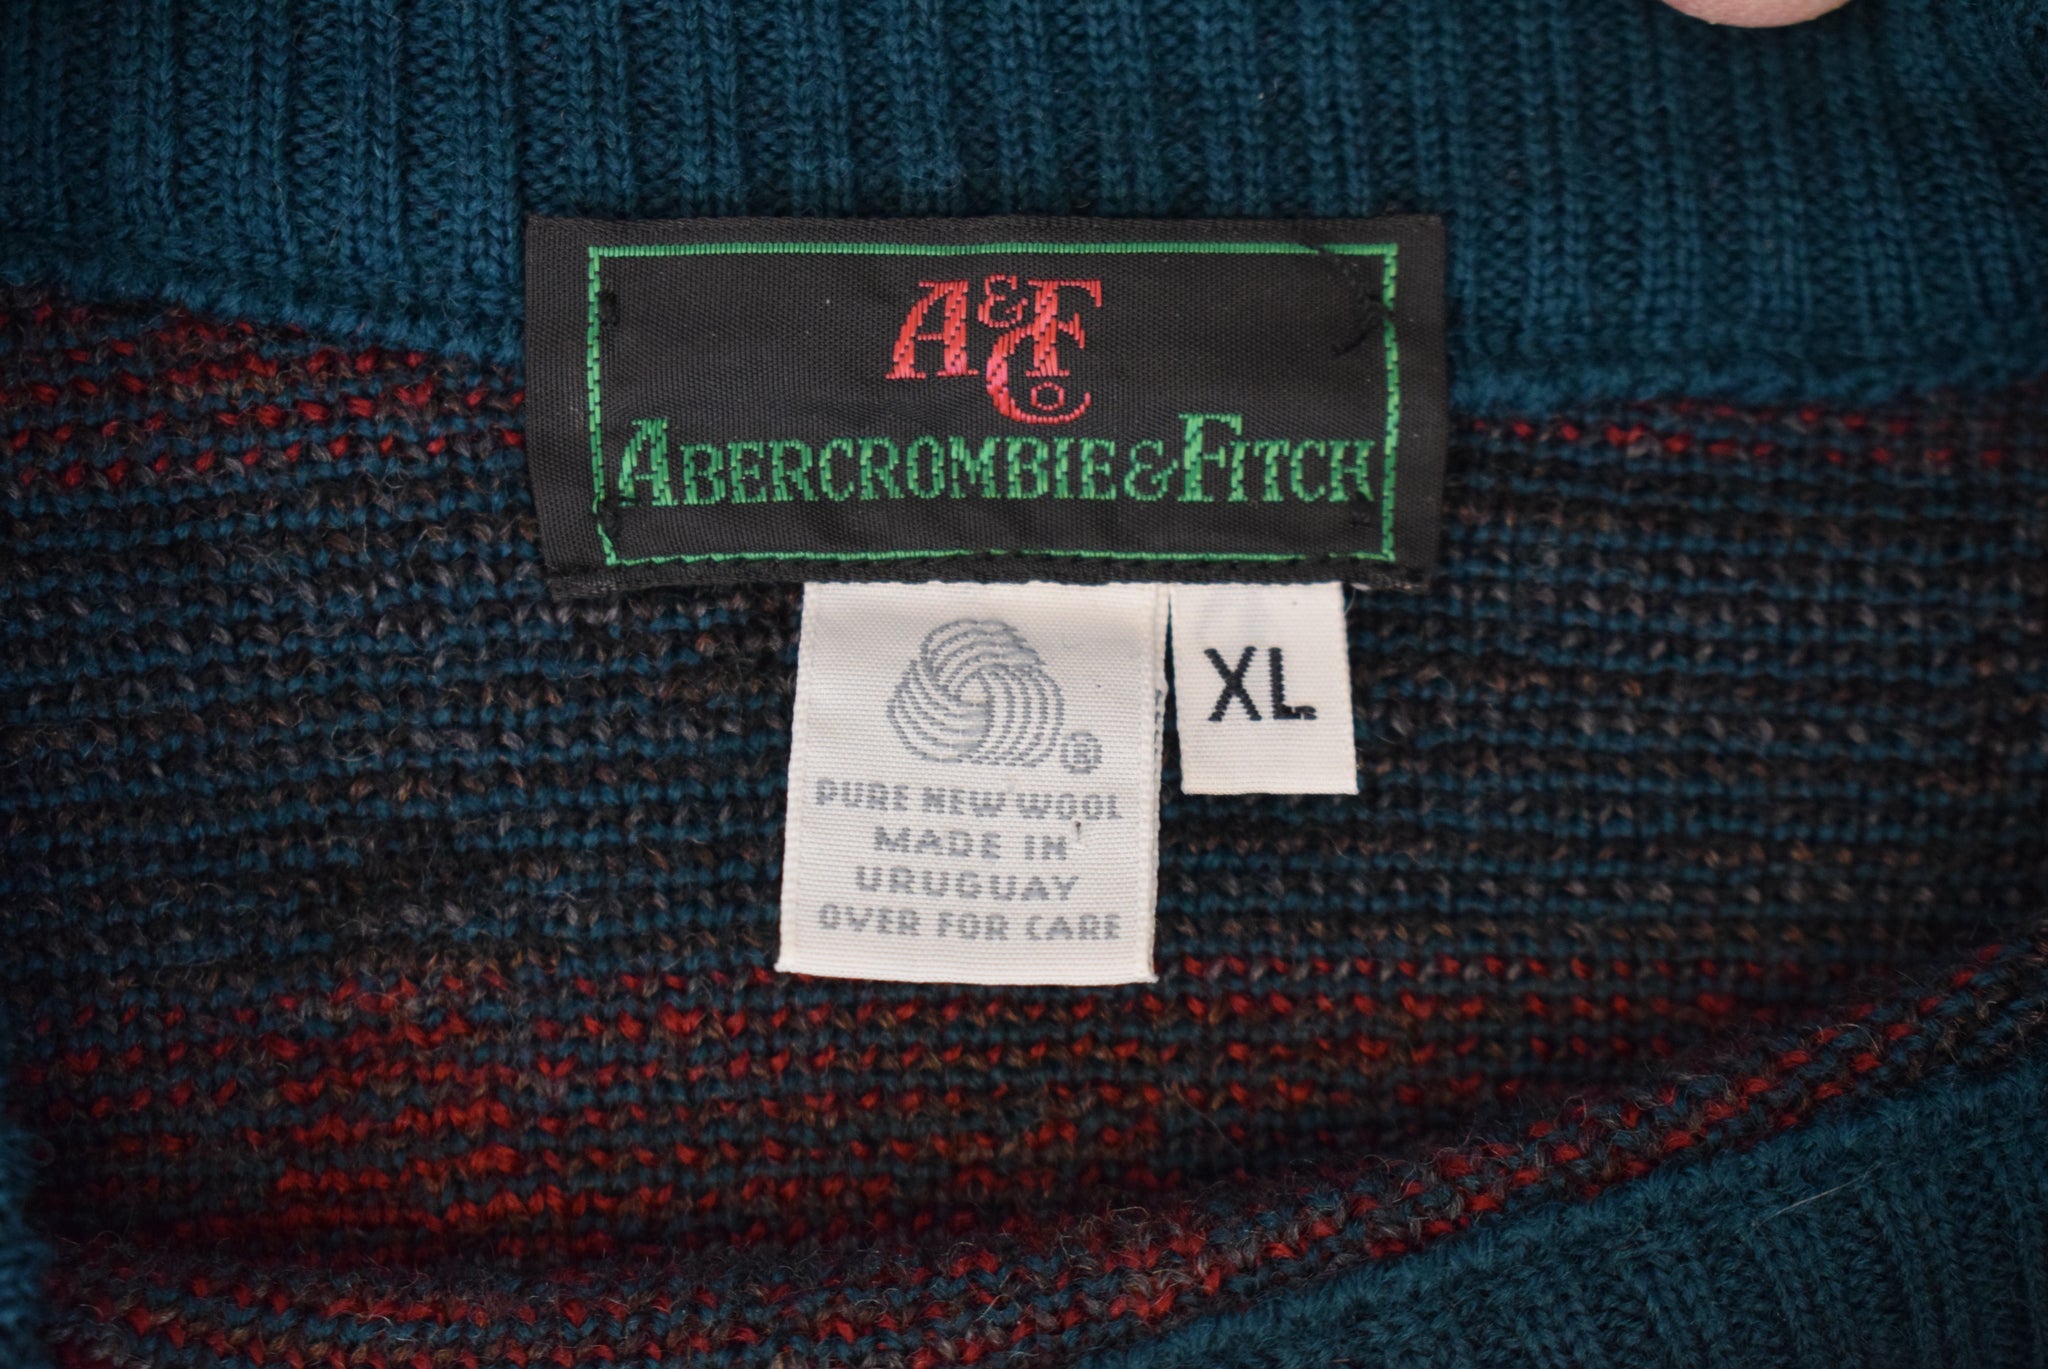 A&F Co
ABERCROMBIE & FITCH
XL
®
PURE NEW WOOL
MADE IN
URUGUAY
OVER FOR CARE